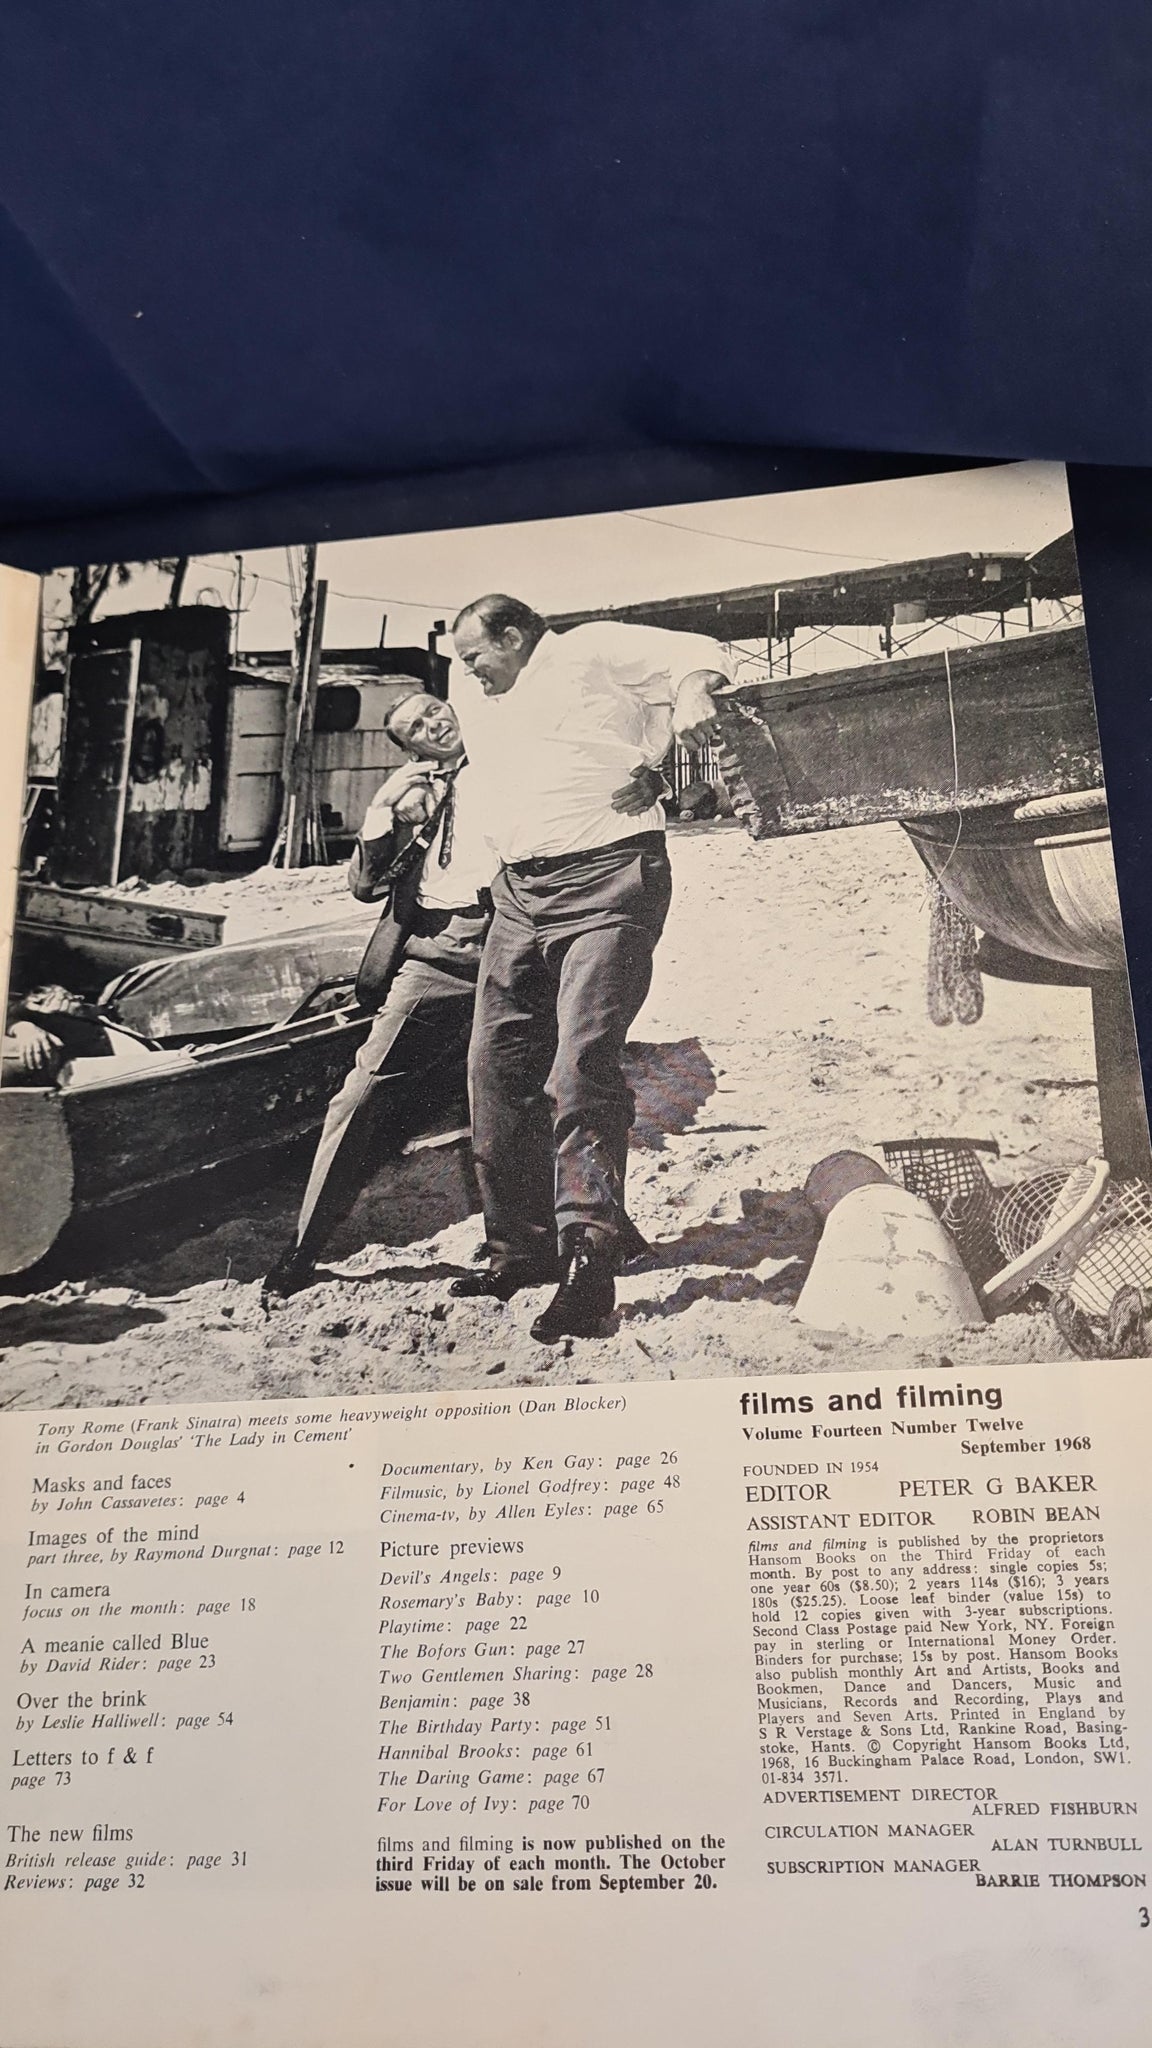 Tony Rome (Frank Sinatra) meets some heavyweight opposition (Dan Blocker)
in Gordon Douglas' 'The Lady in Cement'
Masks and faces
by John Cassavetes: page 4
Images of the mind
part three, by Raymond Durgnat: page 12
In camera
focus on the month: page 18
A meanie called Blue
by David Rider: page 23
Over the brink
by Leslie Halliwell: page 54
Letters to f & f
page 73
The new films
British release guide: page 31
Reviews: page 32
Documentary, by Ken Gay: page 26
Filmusic, by Lionel Godfrey: page 48
Cinema-tv, by Allen Eyles: page 65
Picture previews
Devil's Angels: page 9
Rosemary's Baby: page 10
Playtime: page 22
The Bofors Gun: page 27
Two Gentlemen Sharing: page 28
Benjamin: page 38
The Birthday Party: page 51
Hannibal Brooks: page 61
The Daring Game: page 67
For Love of Ivy: page 70
films and filming is now published on the
third Friday of each month. The October
issue will be on sale from September 20.
films and filming
Volume Fourteen Number Twelve
September 1968
FOUNDED IN 1954
EDITOR PETER G BAKER
ASSISTANT EDITOR ROBIN BEAN
films and filming is published by the proprietors
Hansom Books on the Third Friday of each
month. By post to any address: single copies 5s;
one year 60s ($8.50); 2 years 114s ($16); 3 years
180s ($25.25). Loose leaf binder (value 15s) to
hold 12 copies given with 3-year subscriptions.
Second Class Postage paid New York, NY. Foreign
pay in sterling or International Money Order.
Binders for purchase; 15s by post. Hansom Books
also publish monthly Art and Artists, Books and
Bookmen, Dance and Dancers, Music and
Musicians, Records and Recording, Plays and
Players and Seven Arts. Printed in England by
S R Verstage & Sons Ltd, Rankine Road, Basing-
stoke, Hants. © Copyright Hansom Books Ltd,
1968, 16 Buckingham Palace Road, London, SW1.
01-834 3571.
ADVERTISEMENT DIRECTOR
ALFRED FISHBURN
CIRCULATION MANAGER
ALAN TURNBULL
SUBSCRIPTION MANAGER
BARRIE THOMPSON
3